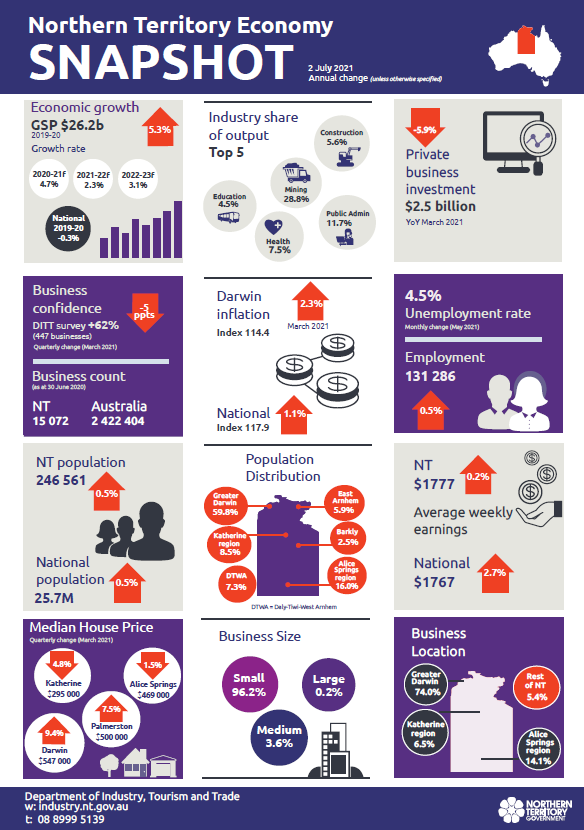 Northern Territory Economy
SNAPSHOT
2 July 2021
Annual change (unless otherwise specified)
Economic growth
GSP $26.2b
2019-20
5.3%
Growth rate
2020-21f
4.7%
2021-22f
2.3%
2022-23f
3.1%
National
2019-20
-0.3%
Industry share
of output
Top 5
Construction
5.6%
Mining
28.8%
Education
4.5%
Public Admin
11.7%
Health
7.5%
-5.9%
Private
business
investment
$2.5 billion
YoY March 2021
Business
confidence
-5
ppts
DITT survey +62%
(447 businesses)
Quarterly change (March 2021)
Business count
(as at 30 June 2020)
NT
15 072
Australia
2 422 404
Darwin
inflation
Index 114.4
2.3%
March 2021
National
Index 117.9
1.1%
4.5%
Unemployment rate
Monthly change (May 2021)
Employment
131 286
0.5%
NT population
246 561
0.5%
National
population
25.7M
0.5%
Population
Distribution
Greater
Darwin
59.8%
East
Arnhem
5.9%
Katherine
region
8.5%
Barkly
2.5%
DTWA
7.3%
Alice
Springs
region
16.0%
DTWA = Daly-Tiwi-West Arnhem
NT
$1777
0.2%
Average weekly
earnings
National
$1767
2.7%
Median House Price
Quarterly change (March 2021)
4.8%
Katherine
$295 000
1.5%
Alice Springs
$469 000
7.5%
Palmerston
$500 000
9.4%
Darwin
$547 000
Business Size
Small
96.2%
Large
0.2%
Medium
3.6%
Business
Location
Greater
Darwin
74.0%
Rest
of NT
5.4%
Katherine
region
6.5%
Alice
Springs
region
14.1%
Department of Industry, Tourism and Trade
w: industry.nt.gov.au
t: 08 8999 5139
NORTHERN
TERRITORY
GOVERNMENT